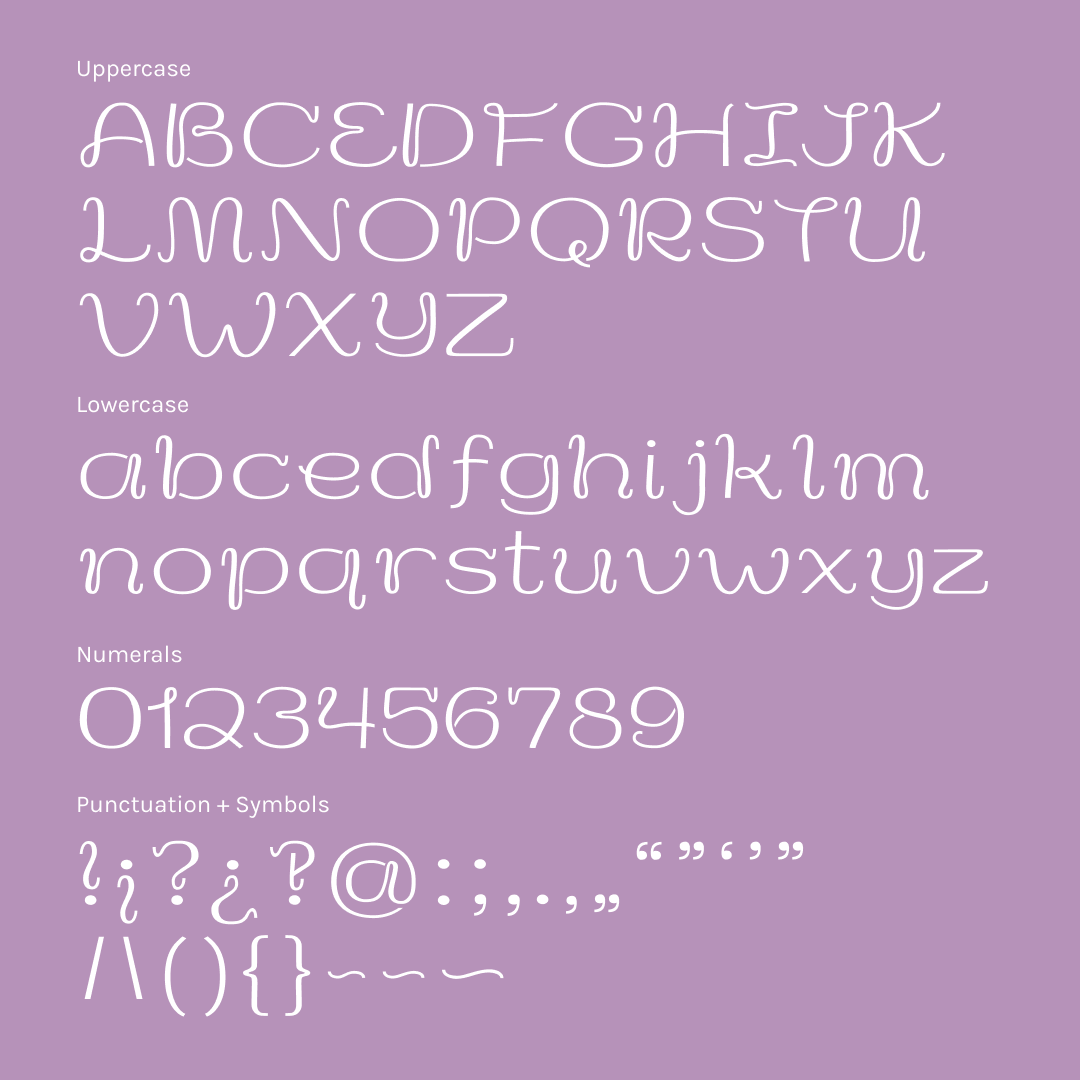 Uppercase
ABCEDFGHIJK
LMNOPQRSTU
VWXYZ
Lowercase
abcedfghijklm
nopqrstuvwxyz
Numerals
0123456789
Punctuation + Symbols
!¡?¿‽@:;,.‚„“”‘’”
/\(){}-–—